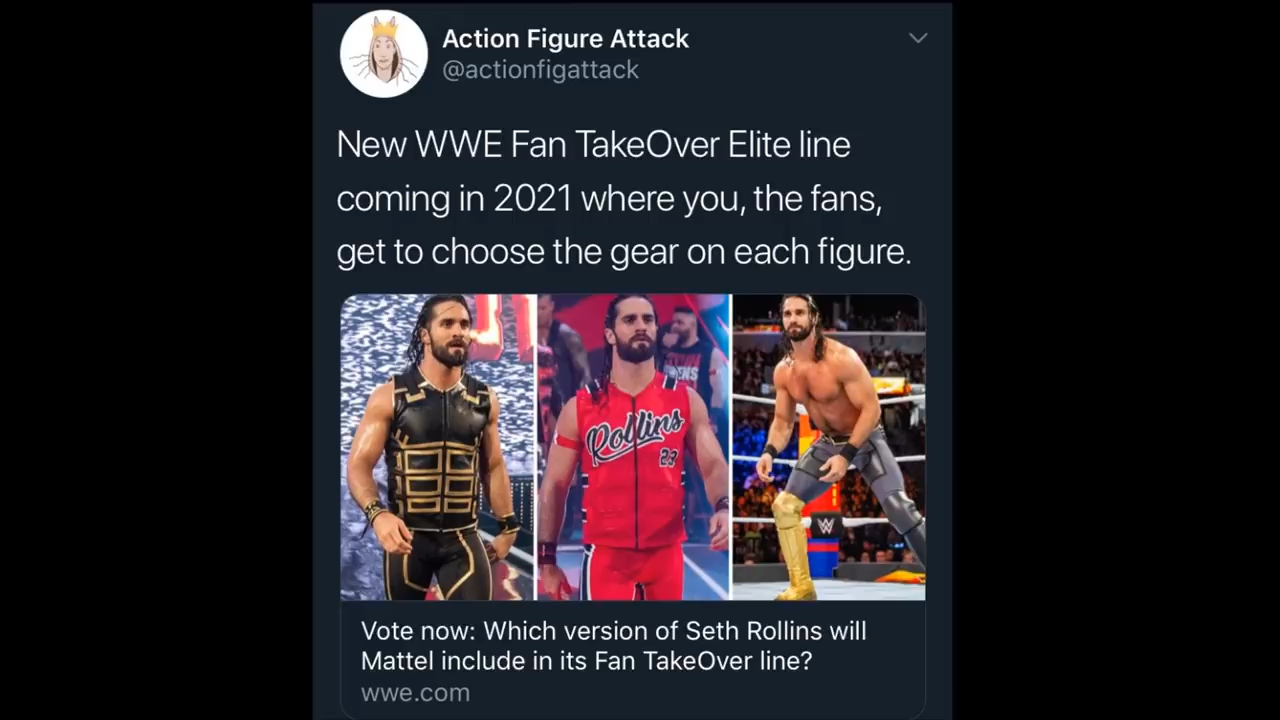 Action Figure Attack
@actionfigattack
New WWE Fan TakeOver Elite line
coming in 2021 where you, the fans,
get to choose the gear on each figure.
Rollins
23
W
Vote now: Which version of Seth Rollins will
Mattel include in its Fan TakeOver line?
wwe.com